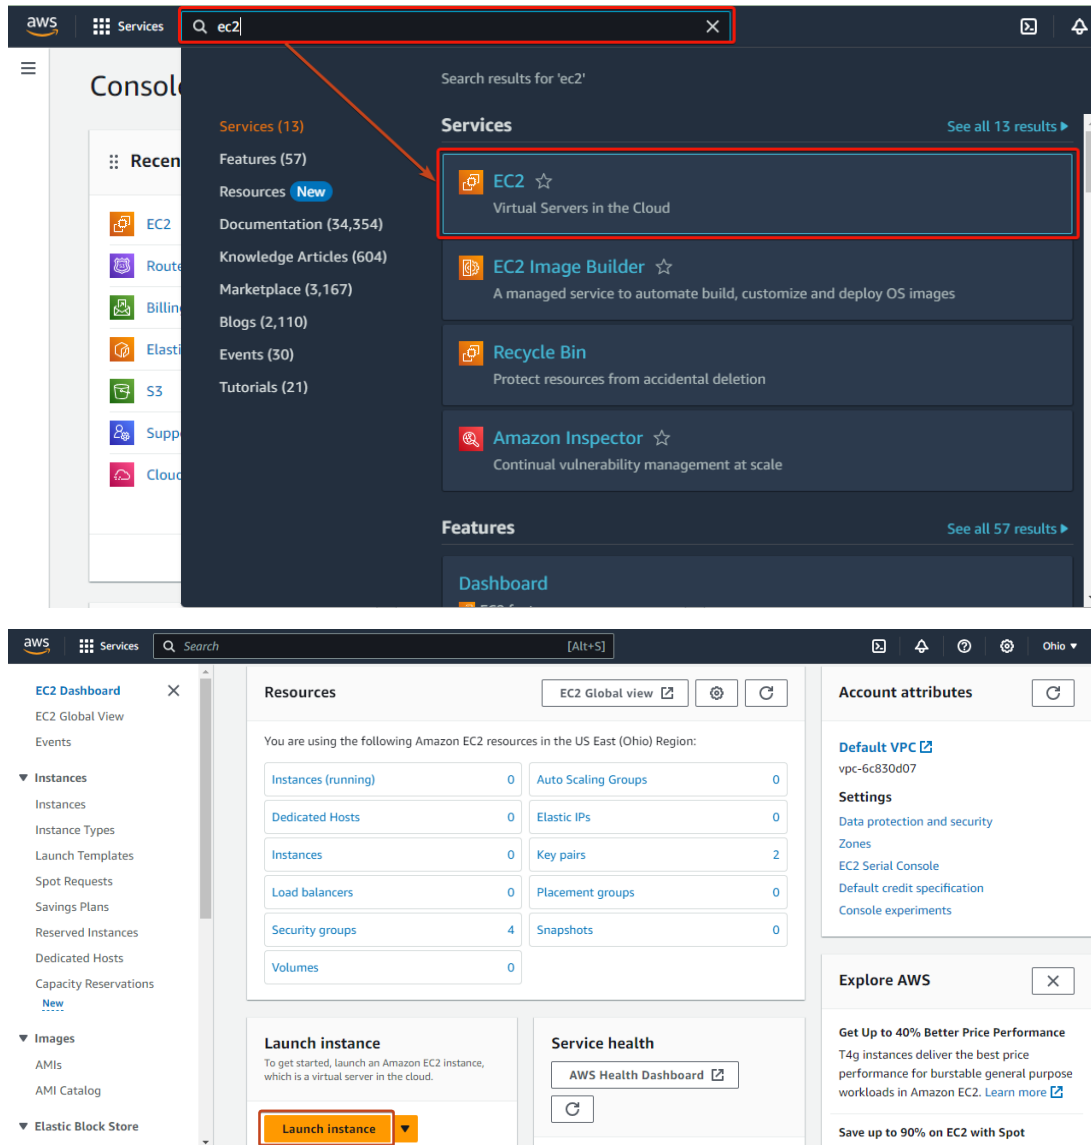 aws
Services
ec2
Consol
Search results for 'ec2'
Recen
EC2
Route
Billin
Elasti
S3
Supp
Cloud
Services (13)
Features (57)
Resources New
Documentation (34,354)
Knowledge Articles (604)
Marketplace (3,167)
Blogs (2,110)
Events (30)
Tutorials (21)
Services
See all 13 results
EC2
Virtual Servers in the Cloud
EC2 Image Builder
A managed service to automate build, customize and deploy OS images
Recycle Bin
Protect resources from accidental deletion
Amazon Inspector
Continual vulnerability management at scale
Features
See all 57 results
Dashboard
aws
Services
Search
[Alt+S]
Ohio
EC2 Dashboard
EC2 Global View
Events
Instances
Instances
Instance Types
Launch Templates
Spot Requests
Savings Plans
Reserved Instances
Dedicated Hosts
Capacity Reservations
New
Images
AMIs
AMI Catalog
Elastic Block Store
Resources
EC2 Global view
You are using the following Amazon EC2 resources in the US East (Ohio) Region:
Instances (running) 0
Auto Scaling Groups 0
Dedicated Hosts 0
Elastic IPs 0
Instances 0
Key pairs 2
Load balancers 0
Placement groups 0
Security groups 4
Snapshots 0
Volumes 0
Launch instance
To get started, launch an Amazon EC2 instance,
which is a virtual server in the cloud.
Launch instance
Service health
AWS Health Dashboard
Account attributes
Default VPC
vpc-6c830d07
Settings
Data protection and security
Zones
EC2 Serial Console
Default credit specification
Console experiments
Explore AWS
Get Up to 40% Better Price Performance
T4g instances deliver the best price
performance for burstable general purpose
workloads in Amazon EC2. Learn more
Save up to 90% on EC2 with Spot